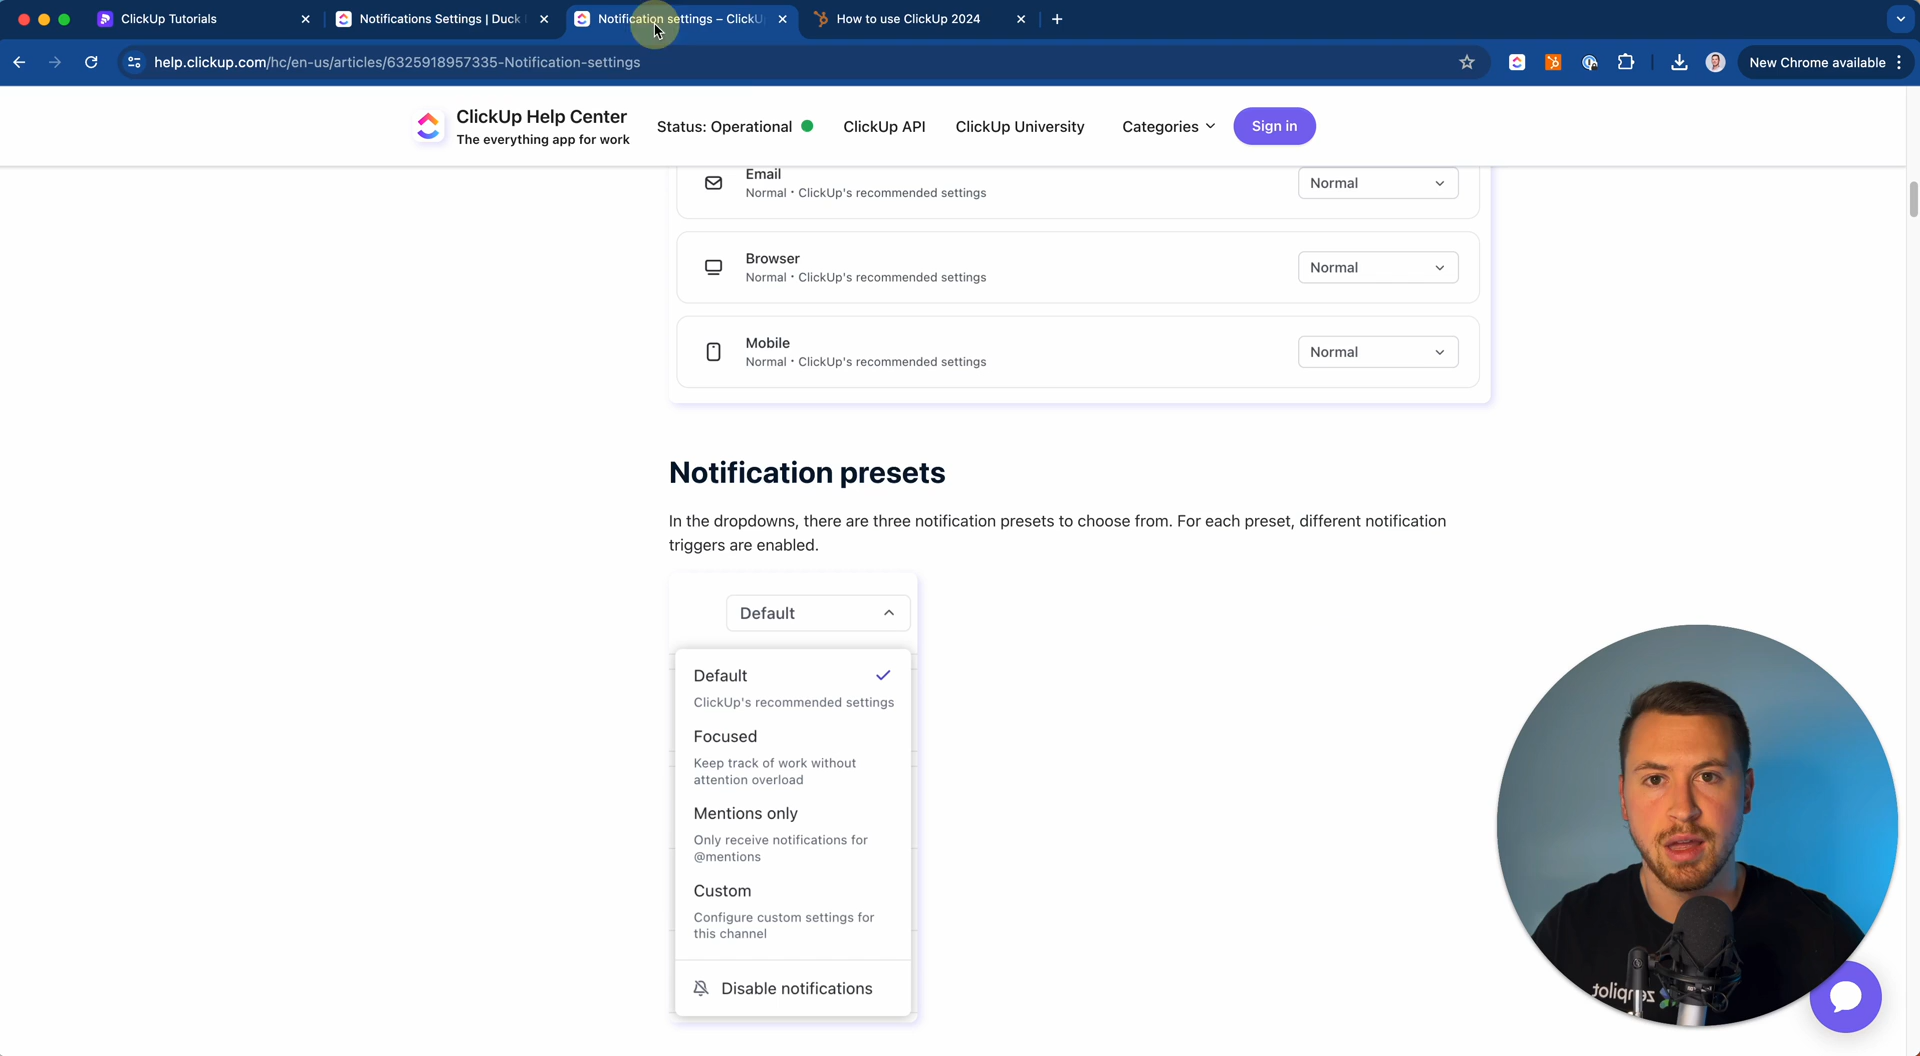 ClickUp Tutorials
Notifications Settings | Duck
Notification settings – ClickU
How to use ClickUp 2024
help.clickup.com/hc/en-us/articles/6325918957335-Notification-settings
New Chrome available
ClickUp Help Center
The everything app for work
Status: Operational
ClickUp API
ClickUp University
Categories
Sign in
Email
Normal • ClickUp's recommended settings
Normal
Browser
Normal • ClickUp's recommended settings
Normal
Mobile
Normal • ClickUp's recommended settings
Normal
Notification presets
In the dropdowns, there are three notification presets to choose from. For each preset, different notification
triggers are enabled.
Default
Default
ClickUp's recommended settings
Focused
Keep track of work without
attention overload
Mentions only
Only receive notifications for
@mentions
Custom
Configure custom settings for
this channel
Disable notifications